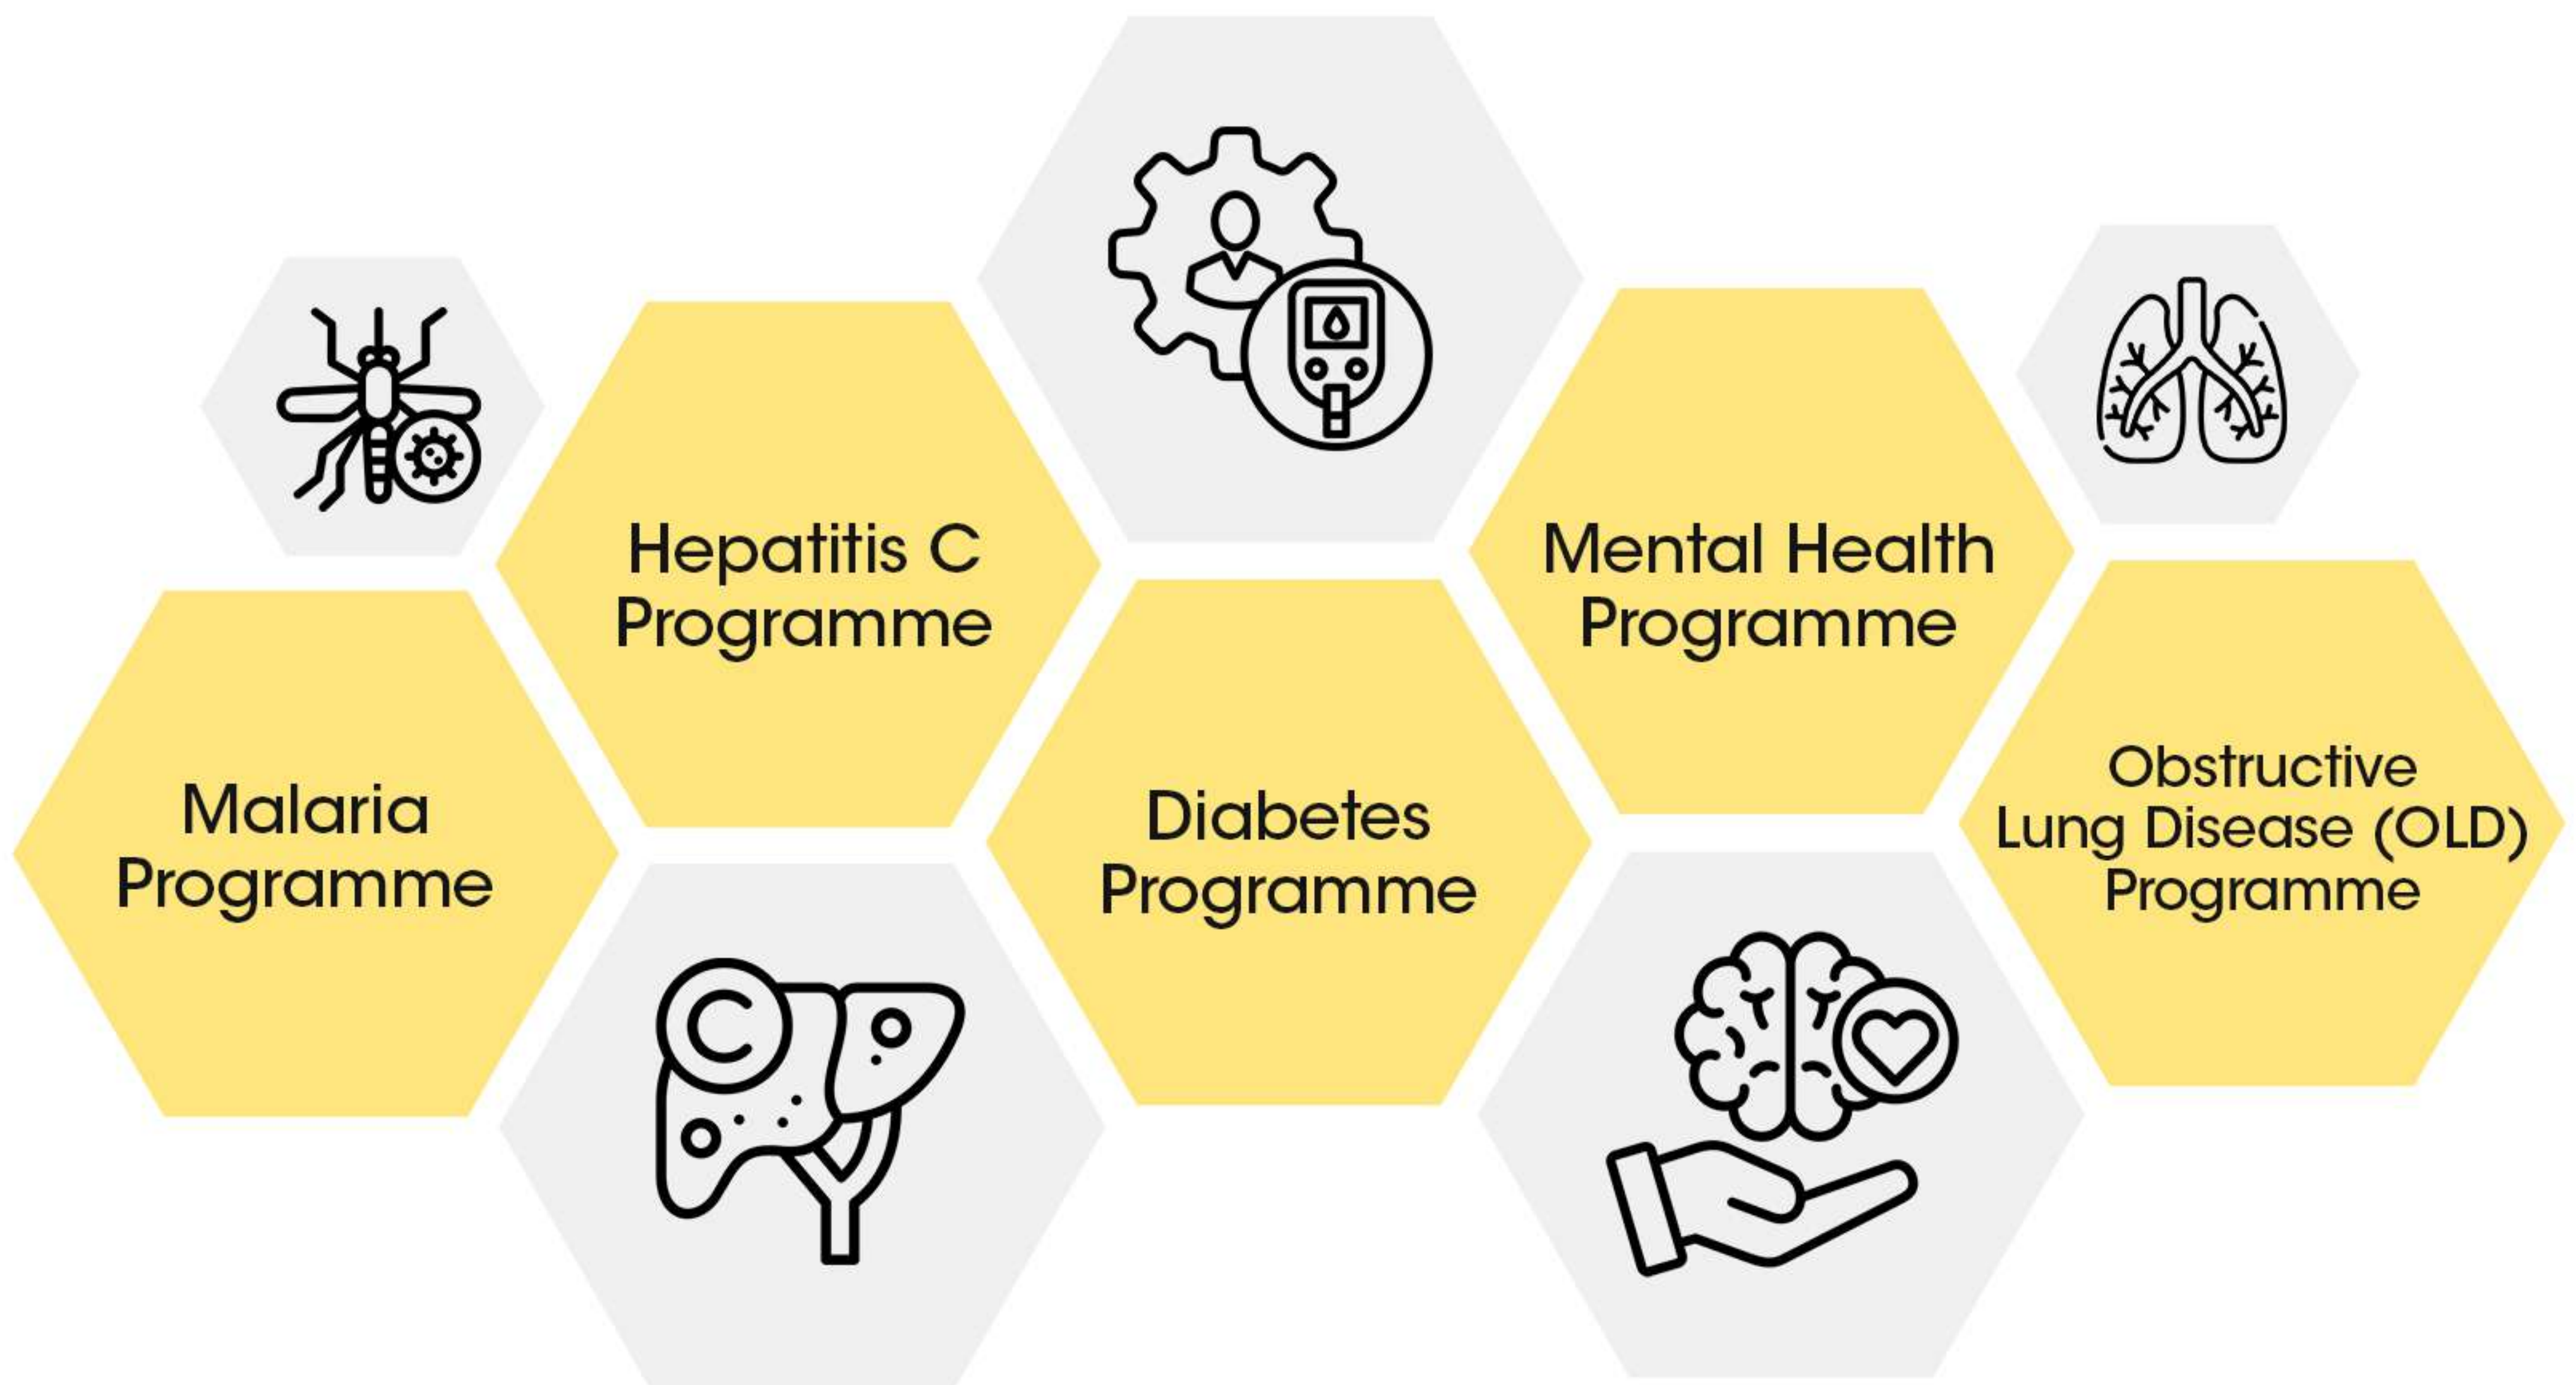 Malaria
Programme
Hepatitis C
Programme
C
Diabetes
Programme
Mental Health
Programme
Obstructive
Lung Disease (OLD)
Programme